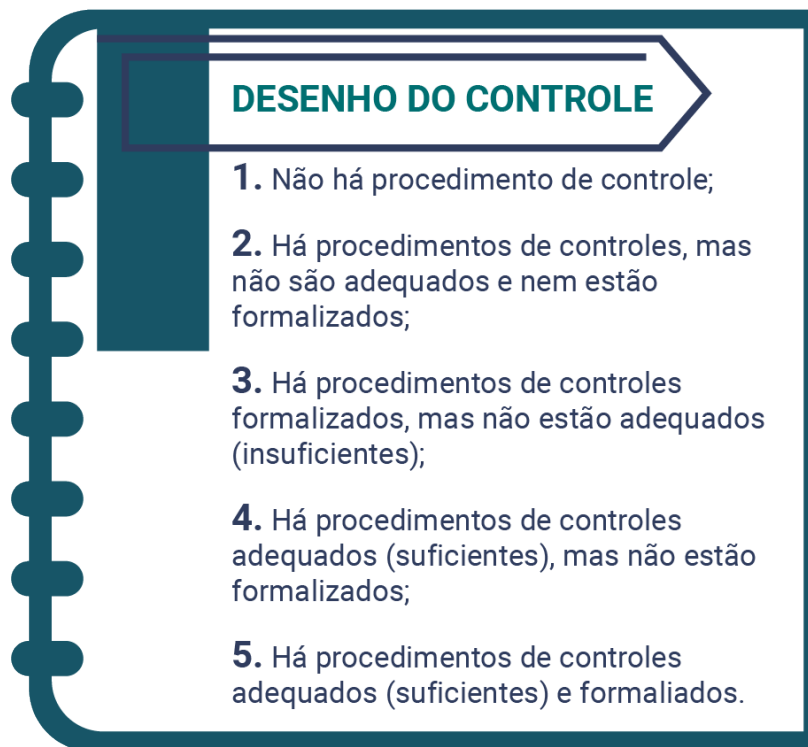 DESENHO DO CONTROLE
1. Não há procedimento de controle;
2. Há procedimentos de controles, mas
não são adequados e nem estão
formalizados;
3. Há procedimentos de controles
formalizados, mas não estão adequados
(insuficientes);
4. Há procedimentos de controles
adequados (suficientes), mas não estão
formalizados;
5. Há procedimentos de controles
adequados (suficientes) e formaliados.